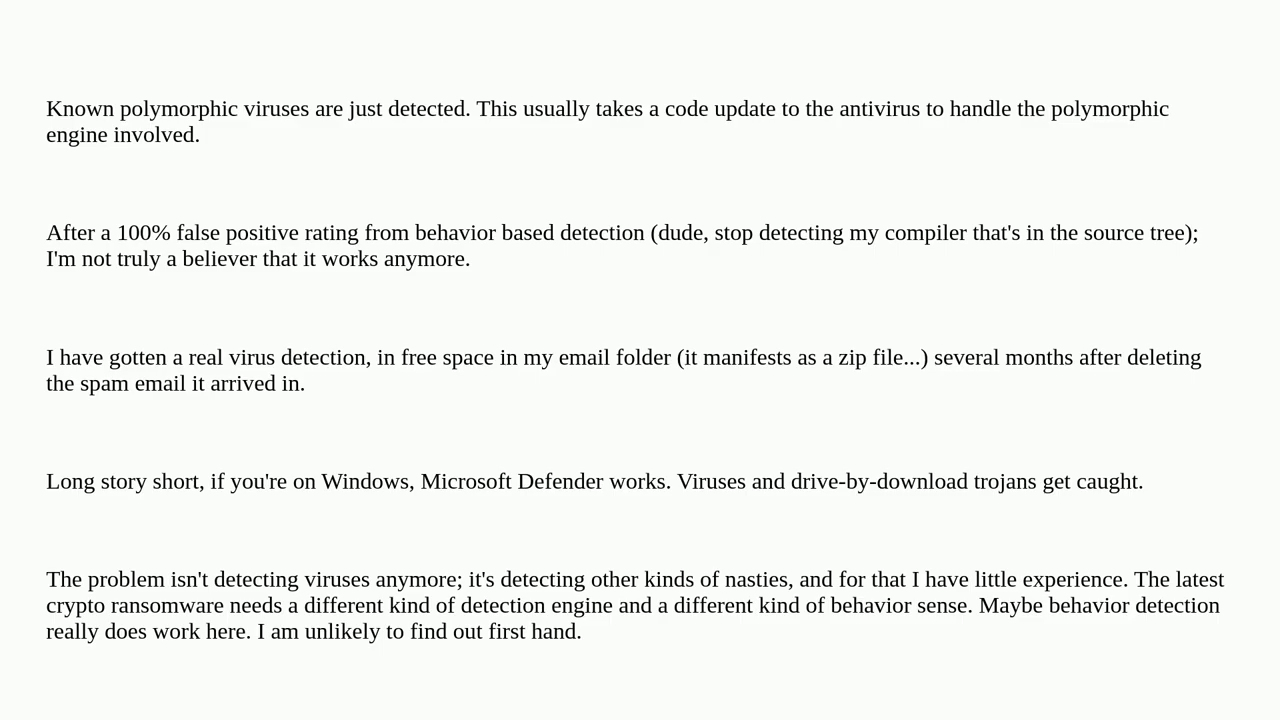 Known polymorphic viruses are just detected. This usually takes a code update to the antivirus to handle the polymorphic
engine involved.
After a 100% false positive rating from behavior based detection (dude, stop detecting my compiler that's in the source tree);
I'm not truly a believer that it works anymore.
I have gotten a real virus detection, in free space in my email folder (it manifests as a zip file...) several months after deleting
the spam email it arrived in.
Long story short, if you're on Windows, Microsoft Defender works. Viruses and drive-by-download trojans get caught.
The problem isn't detecting viruses anymore; it's detecting other kinds of nasties, and for that I have little experience. The latest
crypto ransomware needs a different kind of detection engine and a different kind of behavior sense. Maybe behavior detection
really does work here. I am unlikely to find out first hand.